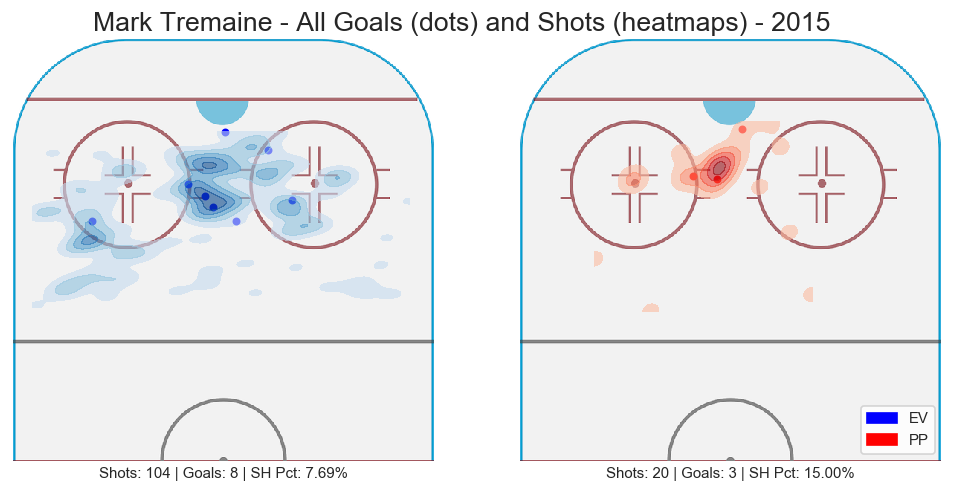 Mark Tremaine - All Goals (dots) and Shots (heatmaps) - 2015
EV
PP
Shots: 104 | Goals: 8 | SH Pct: 7.69%
Shots: 20 | Goals: 3 | SH Pct: 15.00%